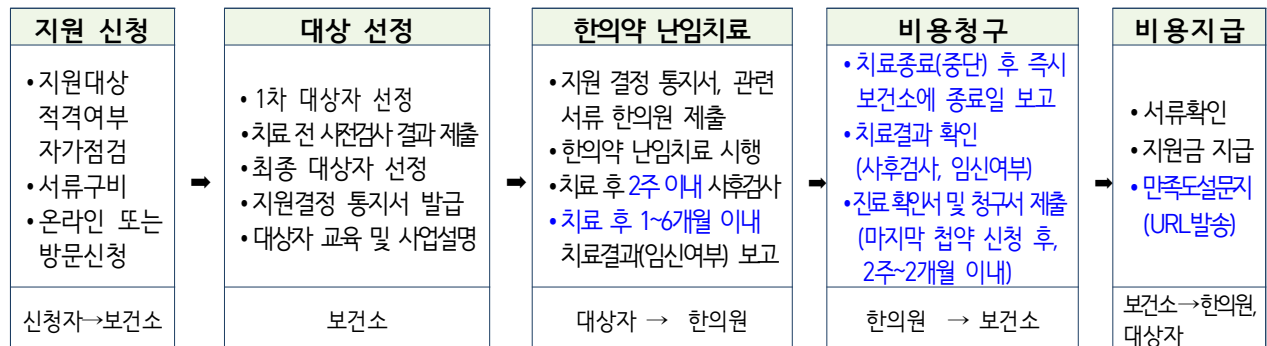 지원 신청
•지원대상
적격여부
자가점검
•서류구비
•온라인 또는
방문신청
신청자→보건소
➡
대상 선정
•1차 대상자 선정
•치료 전 사전검사 결과 제출
•최종 대상자 선정
•지원결정 통지서 발급
•대상자 교육 및 사업설명
보건소
➡
한의약 난임치료
•지원 결정 통지서, 관련
서류 한의원 제출
•한의약 난임치료 시행
•치료 후 2주 이내 사후검사
•치료 후 1~6개월 이내
치료결과(임신여부) 보고
대상자 → 한의원
➡
비용청구
•치료종료(중단) 후 즉시
보건소에 종료일 보고
•치료결과 확인
(사후검사, 임신여부)
•진료확인서 및 청구서 제출
(마지막 첩약 신청 후,
2주~2개월 이내)
한의원 → 보건소
➡
비용지급
•서류확인
•지원금 지급
•만족도설문지
(URL발송)
보건소→한의원,
대상자